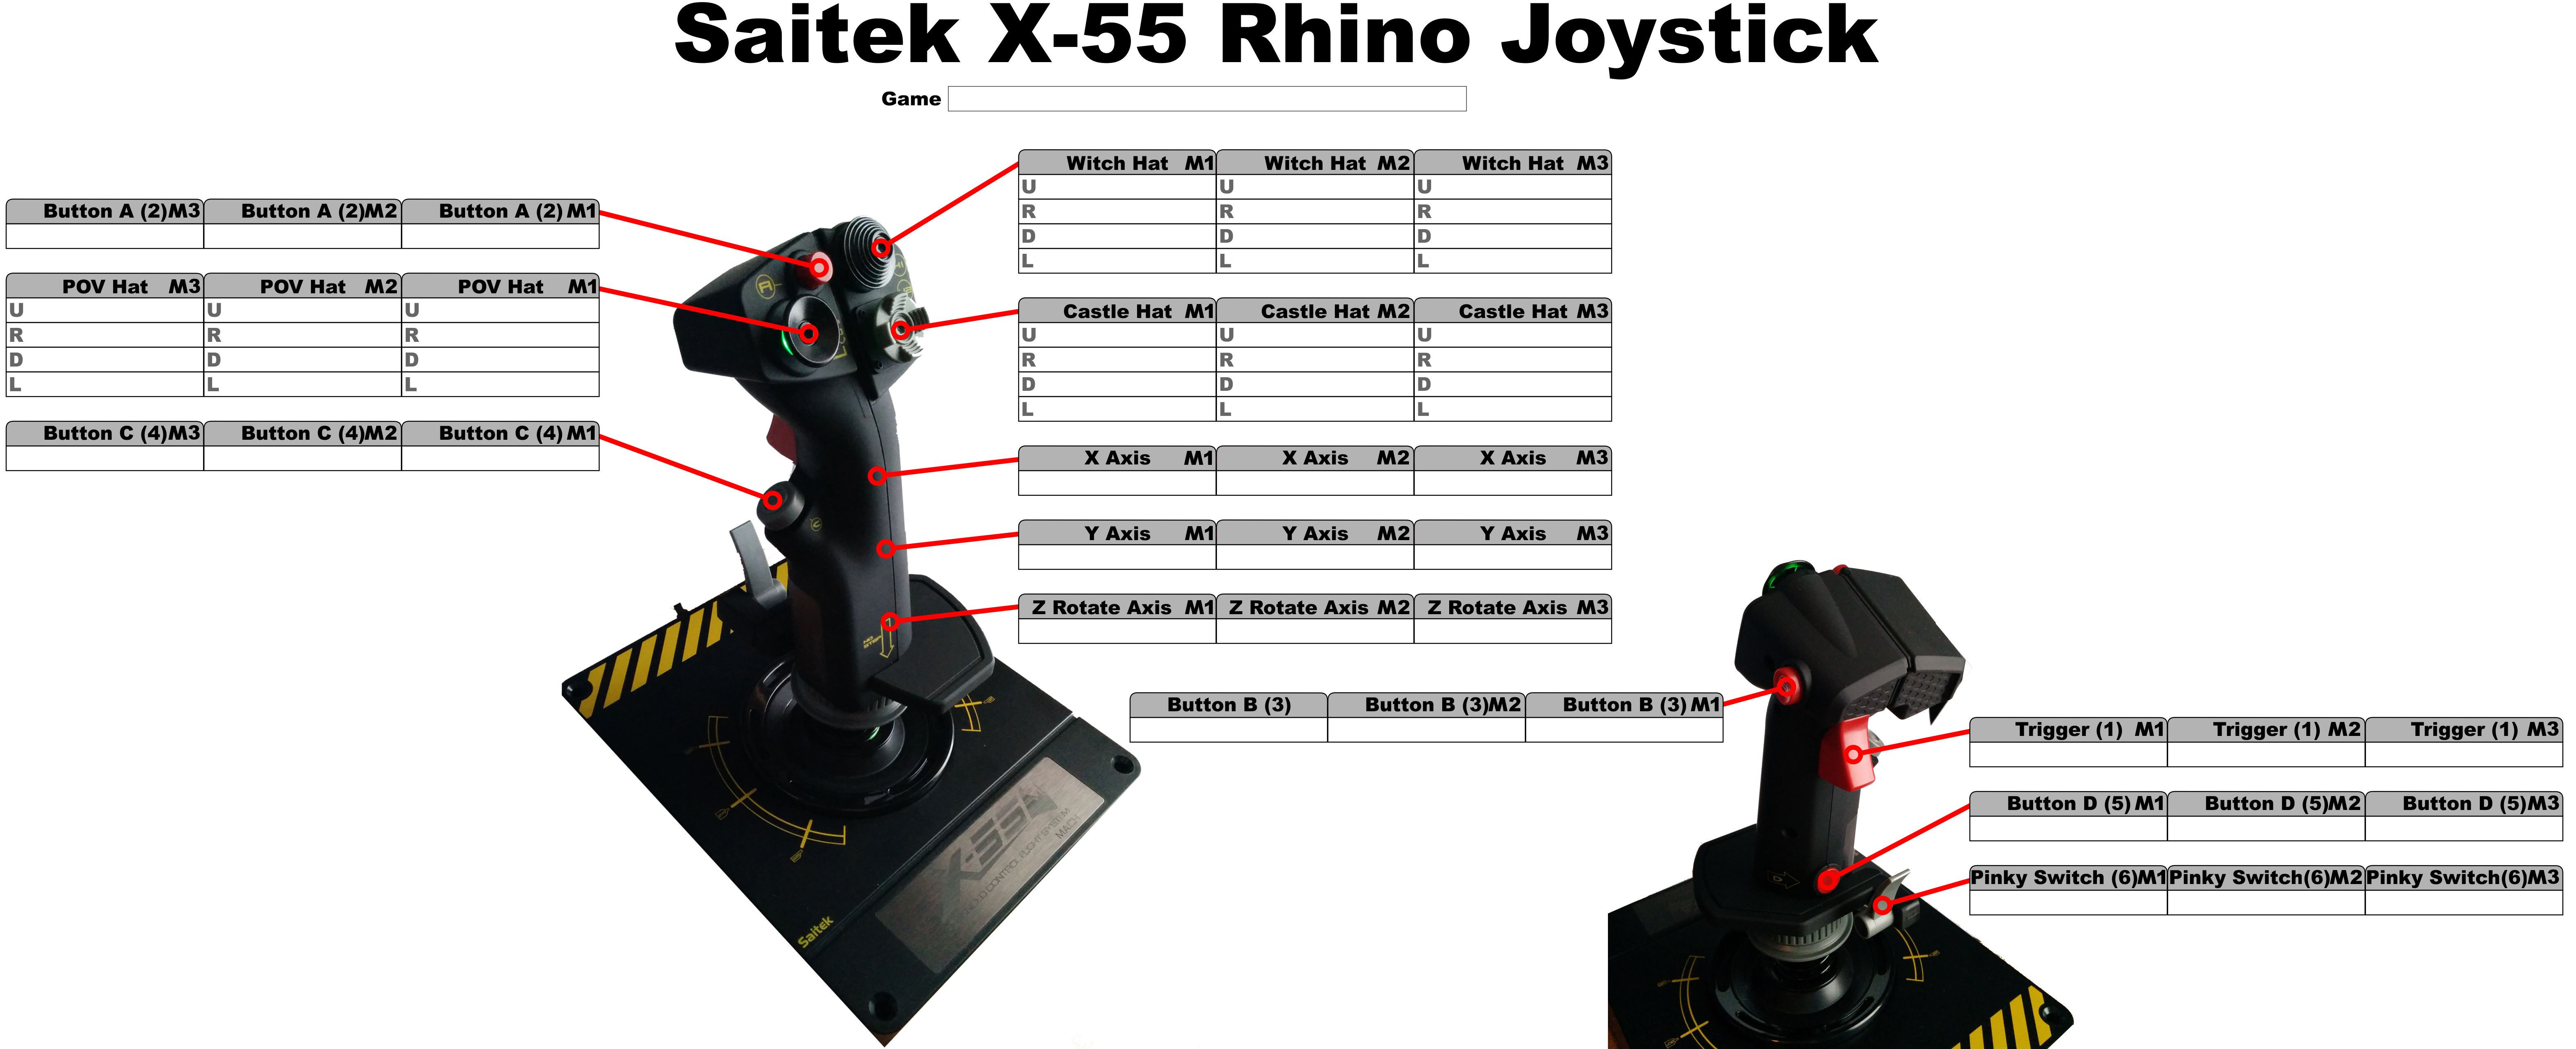 Saitek X-55 Rhino Joystick
Game
Witch Hat M1 Witch Hat M2 Witch Hat M3
U U U
R R R
D D D
L L L
Button A (2)M3 Button A (2)M2 Button A (2) M1
POV Hat M3 POV Hat M2 POV Hat M1
U U U
R R R
D D D
L L L
Castle Hat M1 Castle Hat M2 Castle Hat M3
U U U
R R R
D D D
L L L
Button C (4)M3 Button C (4)M2 Button C (4) M1
X Axis M1 X Axis M2 X Axis M3
Y Axis M1 Y Axis M2 Y Axis M3
Z Rotate Axis M1 Z Rotate Axis M2 Z Rotate Axis M3
Button B (3) Button B (3)M2 Button B (3) M1
Trigger (1) M1 Trigger (1) M2 Trigger (1) M3
Button D (5) M1 Button D (5)M2 Button D (5)M3
Pinky Switch (6)M1 Pinky Switch(6)M2 Pinky Switch(6)M3
A
C
X-55
Saitek
D